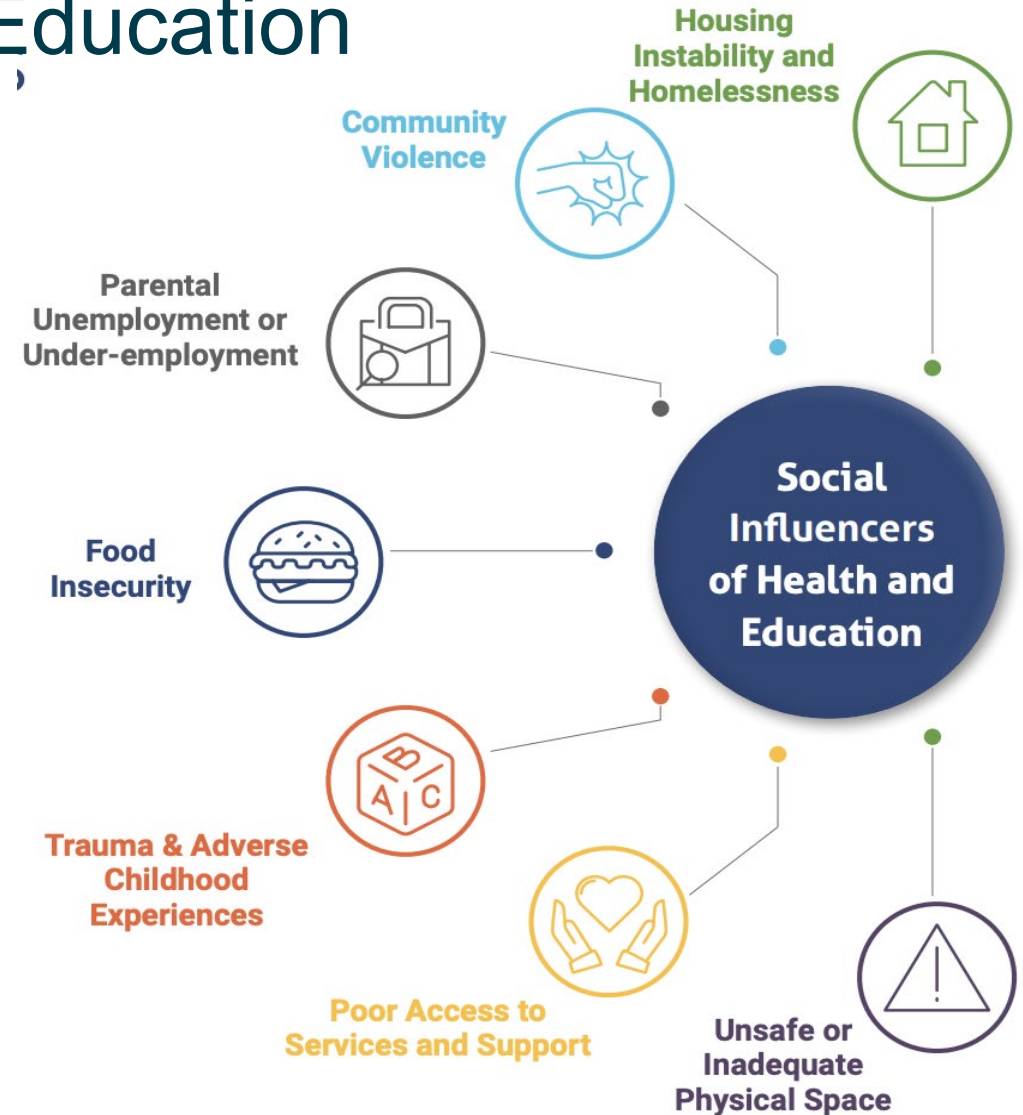 Education
Housing
Instability and
Homelessness
Community
Violence
Parental
Unemployment or
Under-employment
Food
Insecurity
Social
Influencers
of Health and
Education
Trauma & Adverse
Childhood
Experiences
B
A
C
Poor Access to
Services and Support
Unsafe or
Inadequate
Physical Space